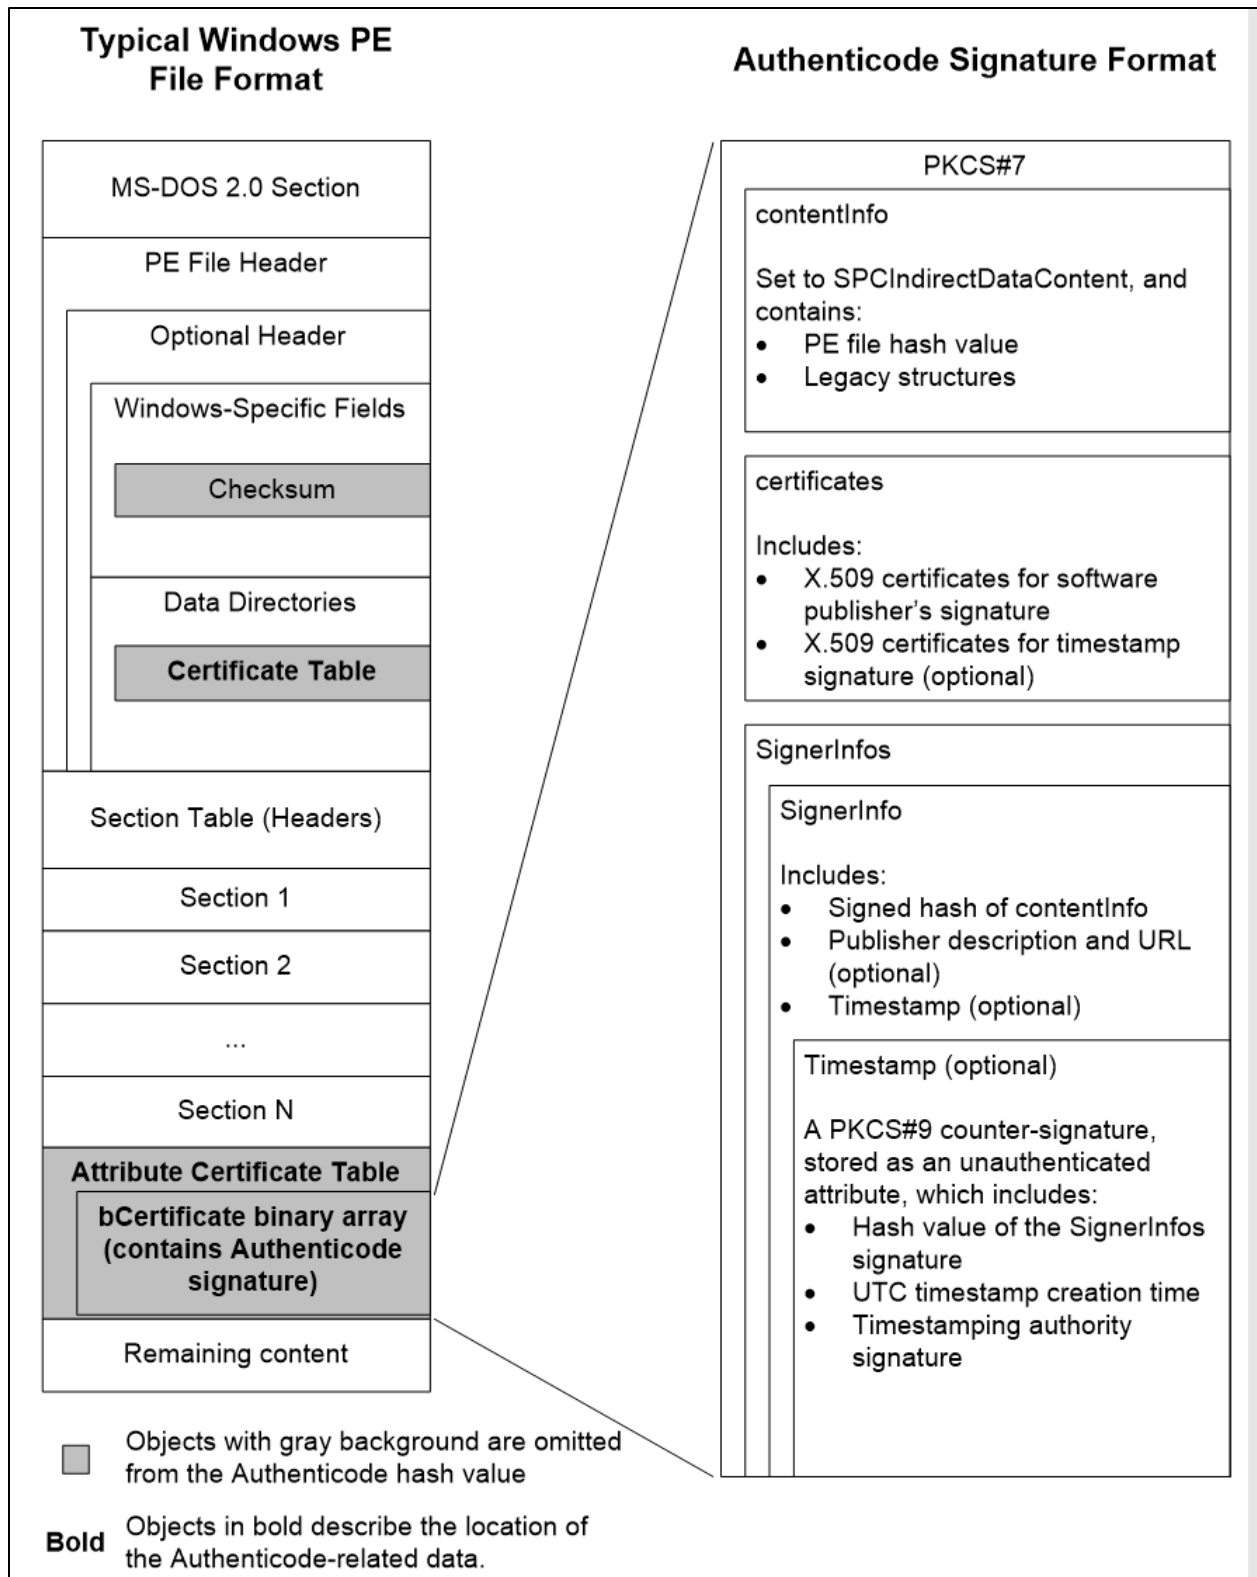 Typical Windows PE
File Format
Authenticode Signature Format
MS-DOS 2.0 Section
PE File Header
Optional Header
Windows-Specific Fields
Checksum
Data Directories
Certificate Table
Section Table (Headers)
Section 1
Section 2
...
Section N
Attribute Certificate Table
bCertificate binary array
(contains Authenticode
signature)
Remaining content
PKCS#7
contentInfo
Set to SPCIndirectDataContent, and
contains:
• PE file hash value
• Legacy structures
certificates
Includes:
• X.509 certificates for software
publisher’s signature
• X.509 certificates for timestamp
signature (optional)
SignerInfos
SignerInfo
Includes:
• Signed hash of contentInfo
• Publisher description and URL
(optional)
• Timestamp (optional)
Timestamp (optional)
A PKCS#9 counter-signature,
stored as an unauthenticated
attribute, which includes:
• Hash value of the SignerInfos
signature
• UTC timestamp creation time
• Timestamping authority
signature
Objects with gray background are omitted
from the Authenticode hash value
Bold Objects in bold describe the location of
the Authenticode-related data.